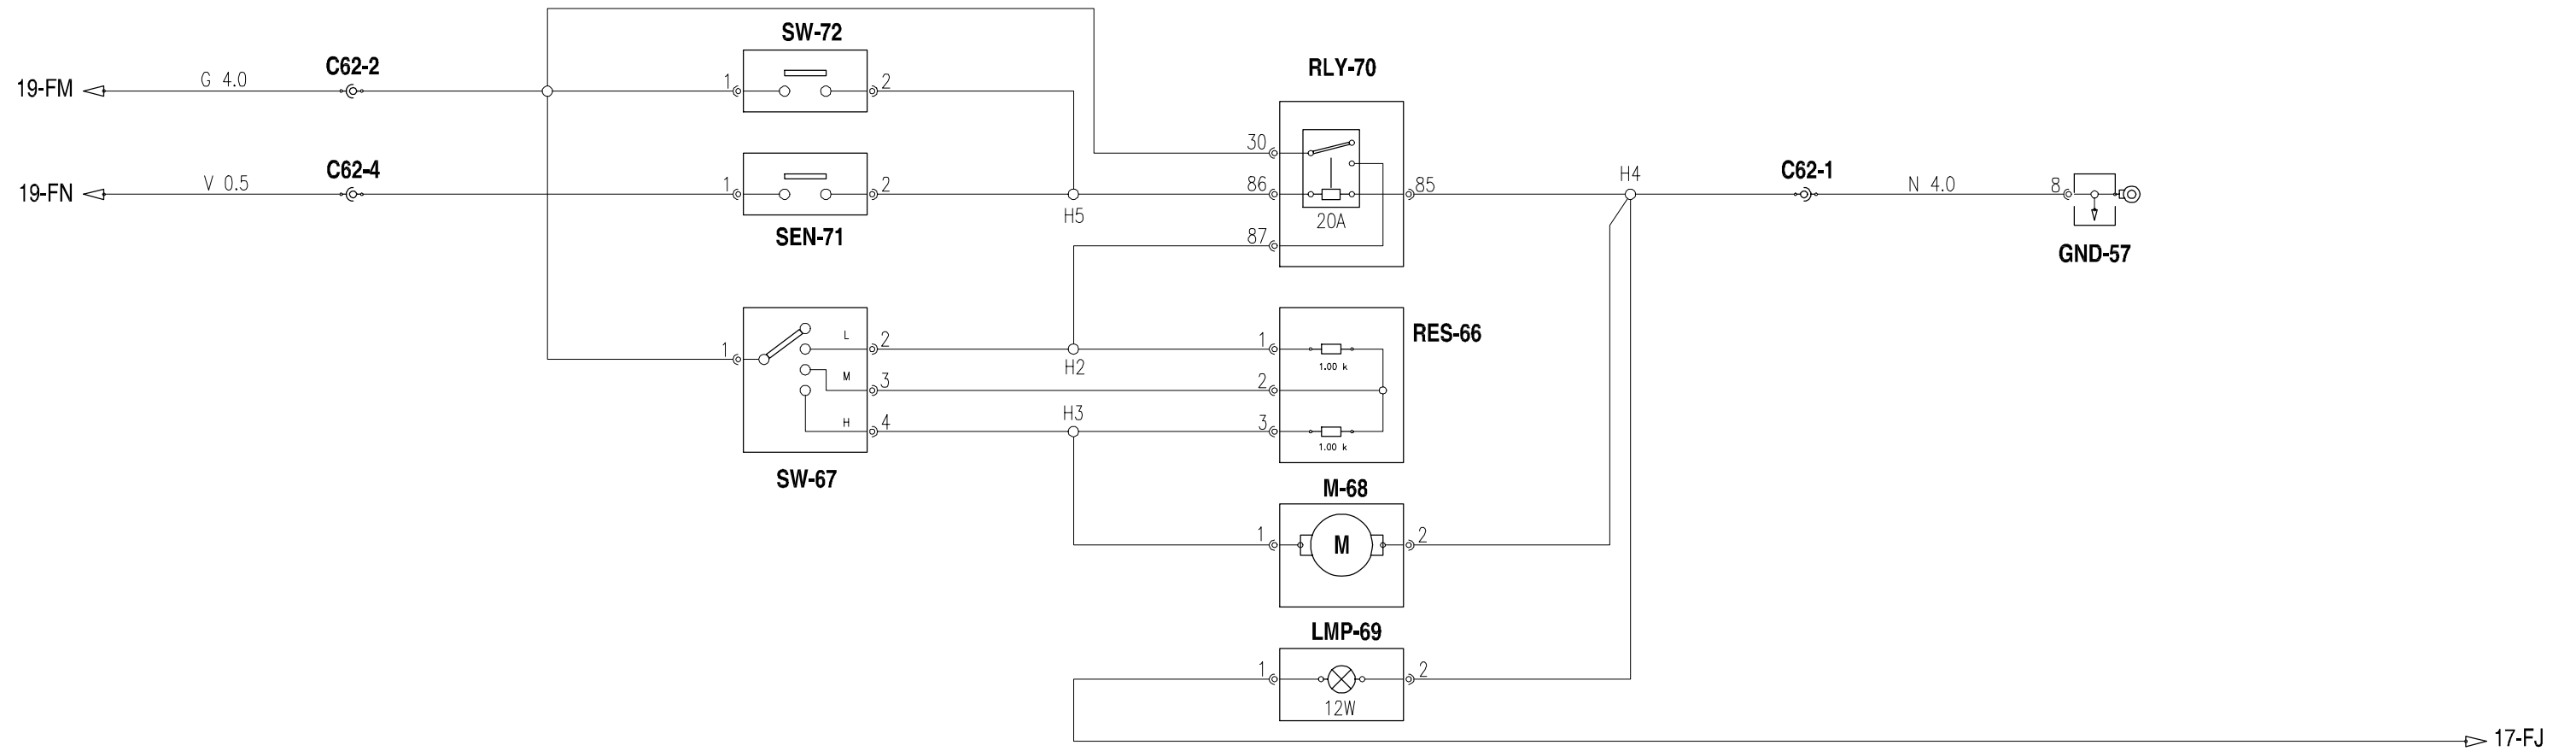 SW-72
C62-2
19-FM
G 4.0
1
2
RLY-70
30
C62-4
19-FN
V 0.5
1
2
SEN-71
H5
86
85
20A
87
H4
C62-1
N 4.0
8
GND-57
1
L
2
M
3
H
4
SW-67
H2
H3
1
1.00 k
2
3
1.00 k
RES-66
M-68
1
M
2
LMP-69
1
2
12W
17-FJ